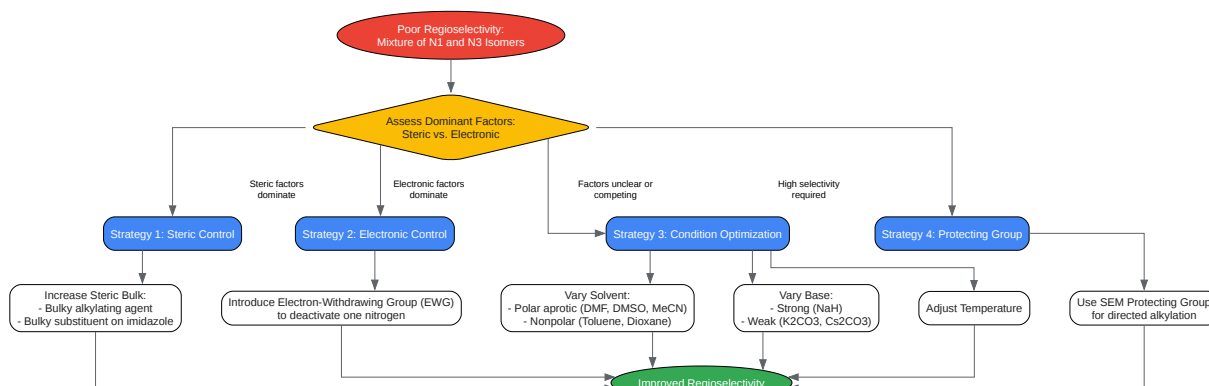 Poor Regioselectivity:
Mixture of N1 and N3 Isomers
Assess Dominant Factors:
Steric vs. Electronic
Steric factors
dominate
Electronic factors
dominate
Factors unclear or
competing
High selectivity
required
Strategy 1: Steric Control
Strategy 2: Electronic Control
Strategy 3: Condition Optimization
Strategy 4: Protecting Group
Increase Steric Bulk:
- Bulky alkylating agent
- Bulky substituent on imidazole
Introduce Electron-Withdrawing Group (EWG)
to deactivate one nitrogen
Vary Solvent:
- Polar aprotic (DMF, DMSO, MeCN)
- Nonpolar (Toluene, Dioxane)
Vary Base:
- Strong (NaH)
- Weak (K2CO3, Cs2CO3)
Adjust Temperature
Use SEM Protecting Group
for directed alkylation
Improved Regioselectivity